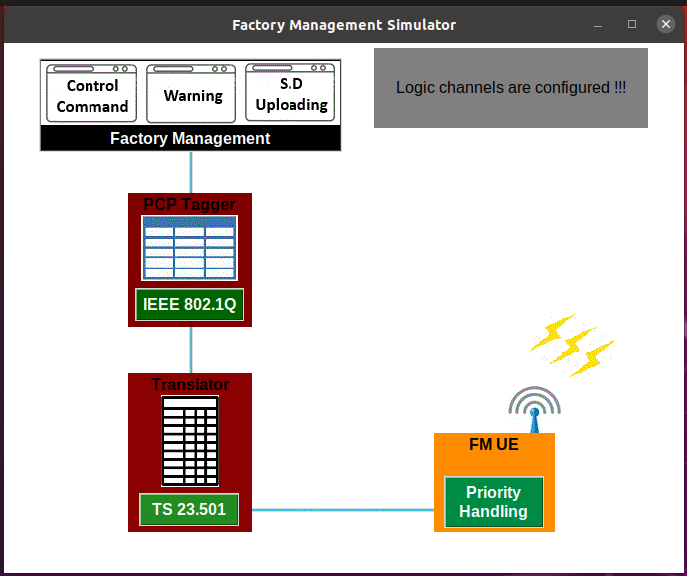 Factory Management Simulator
Control
Command
Warning
S.D
Uploading
Factory Management
Logic channels are configured !!!
PCP Tagger
IEEE 802.1Q
Translator
TS 23.501
FM UE
Priority
Handling